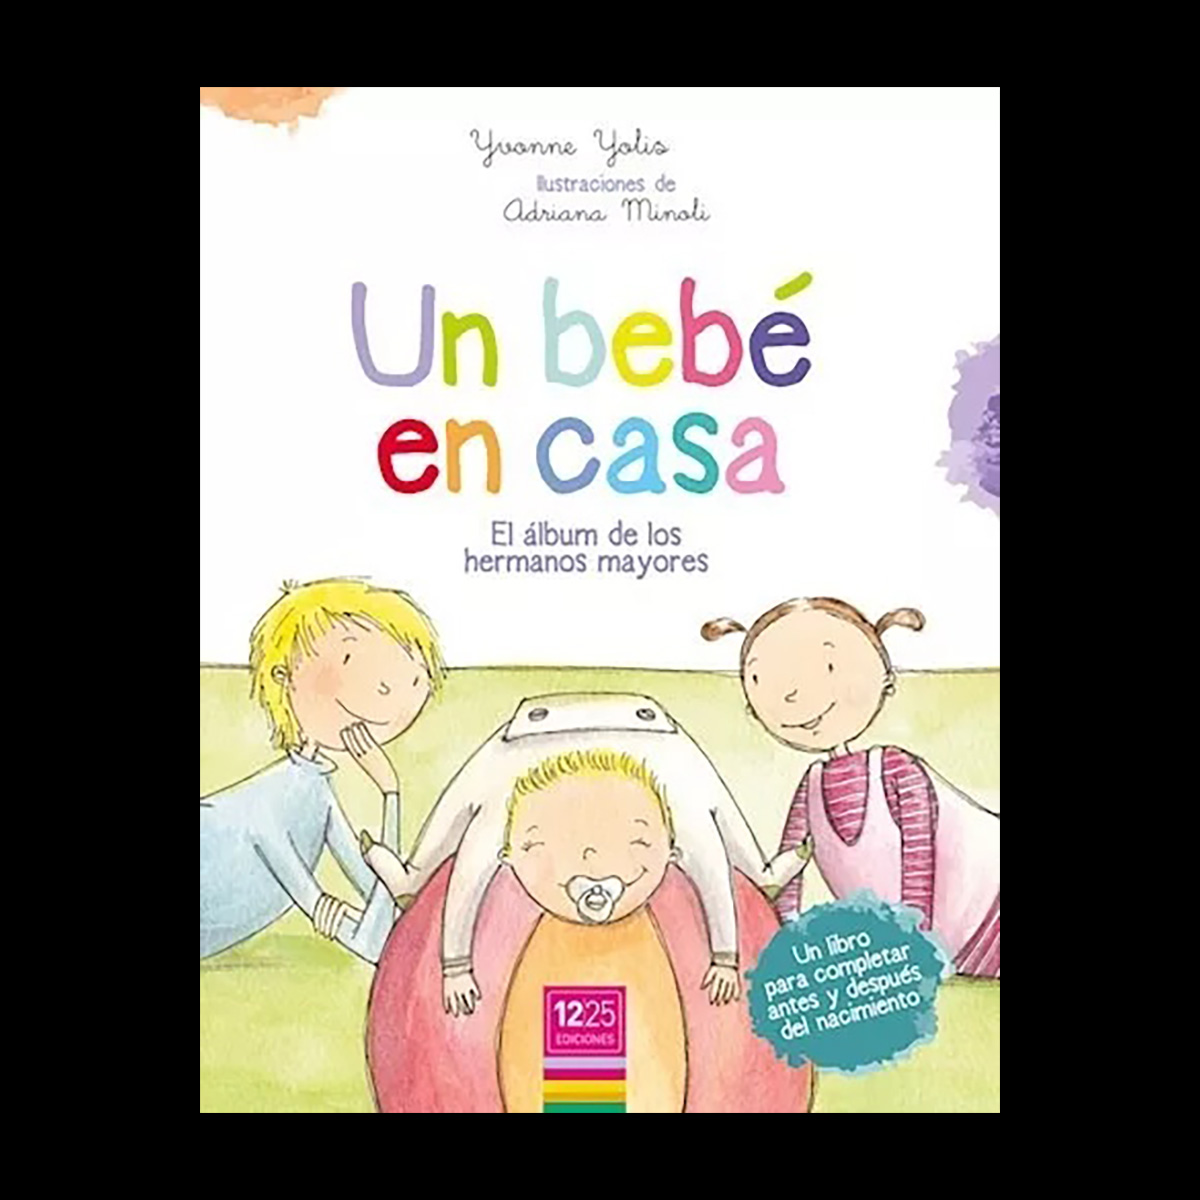 Yvonne Yolis
Ilustraciones de
Adriana Minoli
Un bebé
en casa
El álbum de los
hermanos mayores
Un libro
para completar
antes y después
del nacimiento
12:25
EDICIONES